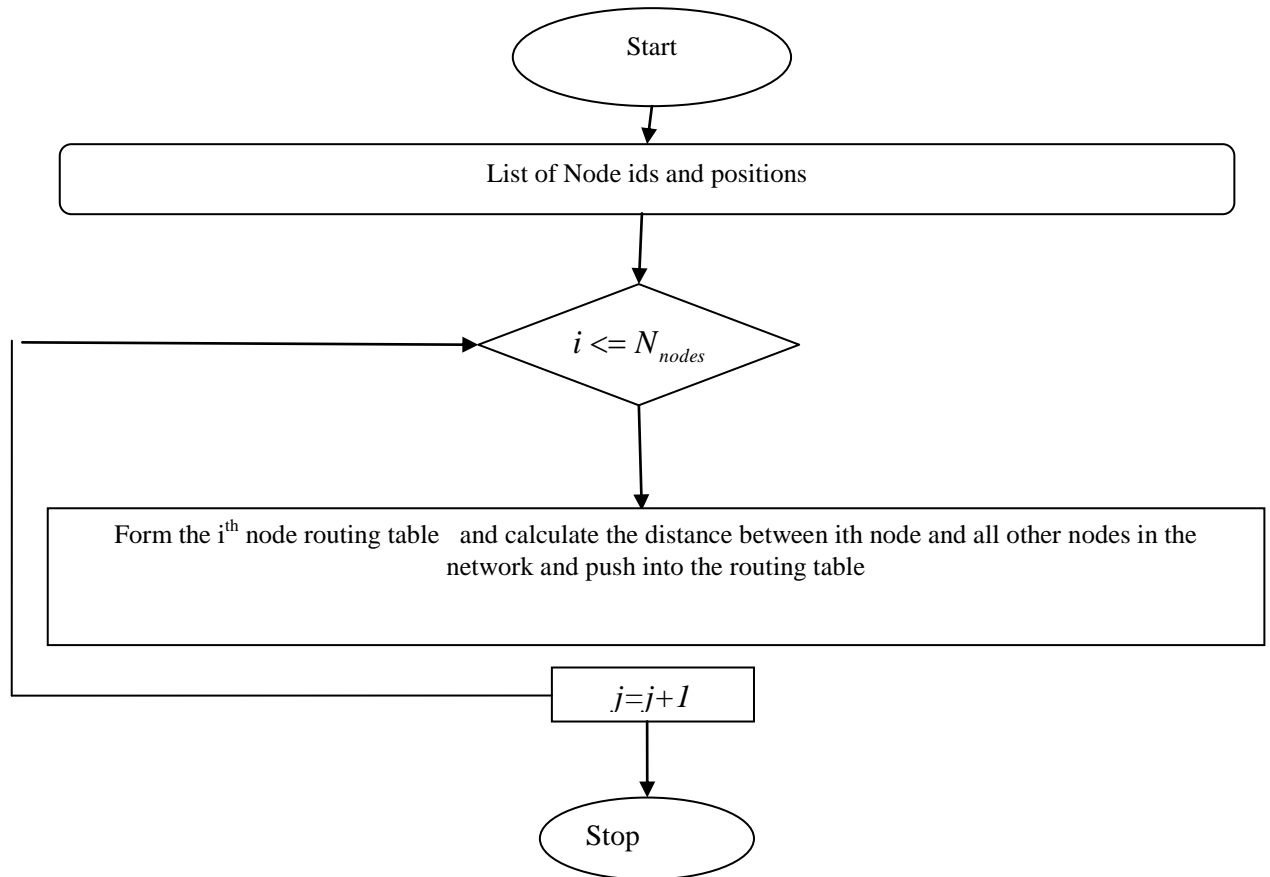 Start
List of Node ids and positions
i <= N_nodes
Form the i^th node routing table and calculate the distance between ith node and all other nodes in the
network and push into the routing table
j=j+1
Stop